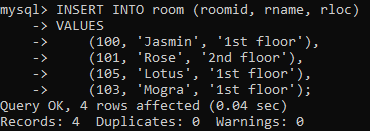 mysql> INSERT INTO room (roomid, rname, rloc)
    -> VALUES
    ->     (100, 'Jasmin', '1st floor'),
    ->     (101, 'Rose', '2nd floor'),
    ->     (105, 'Lotus', '1st floor'),
    ->     (103, 'Mogra', '1st floor');
Query OK, 4 rows affected (0.04 sec)
Records: 4  Duplicates: 0  Warnings: 0